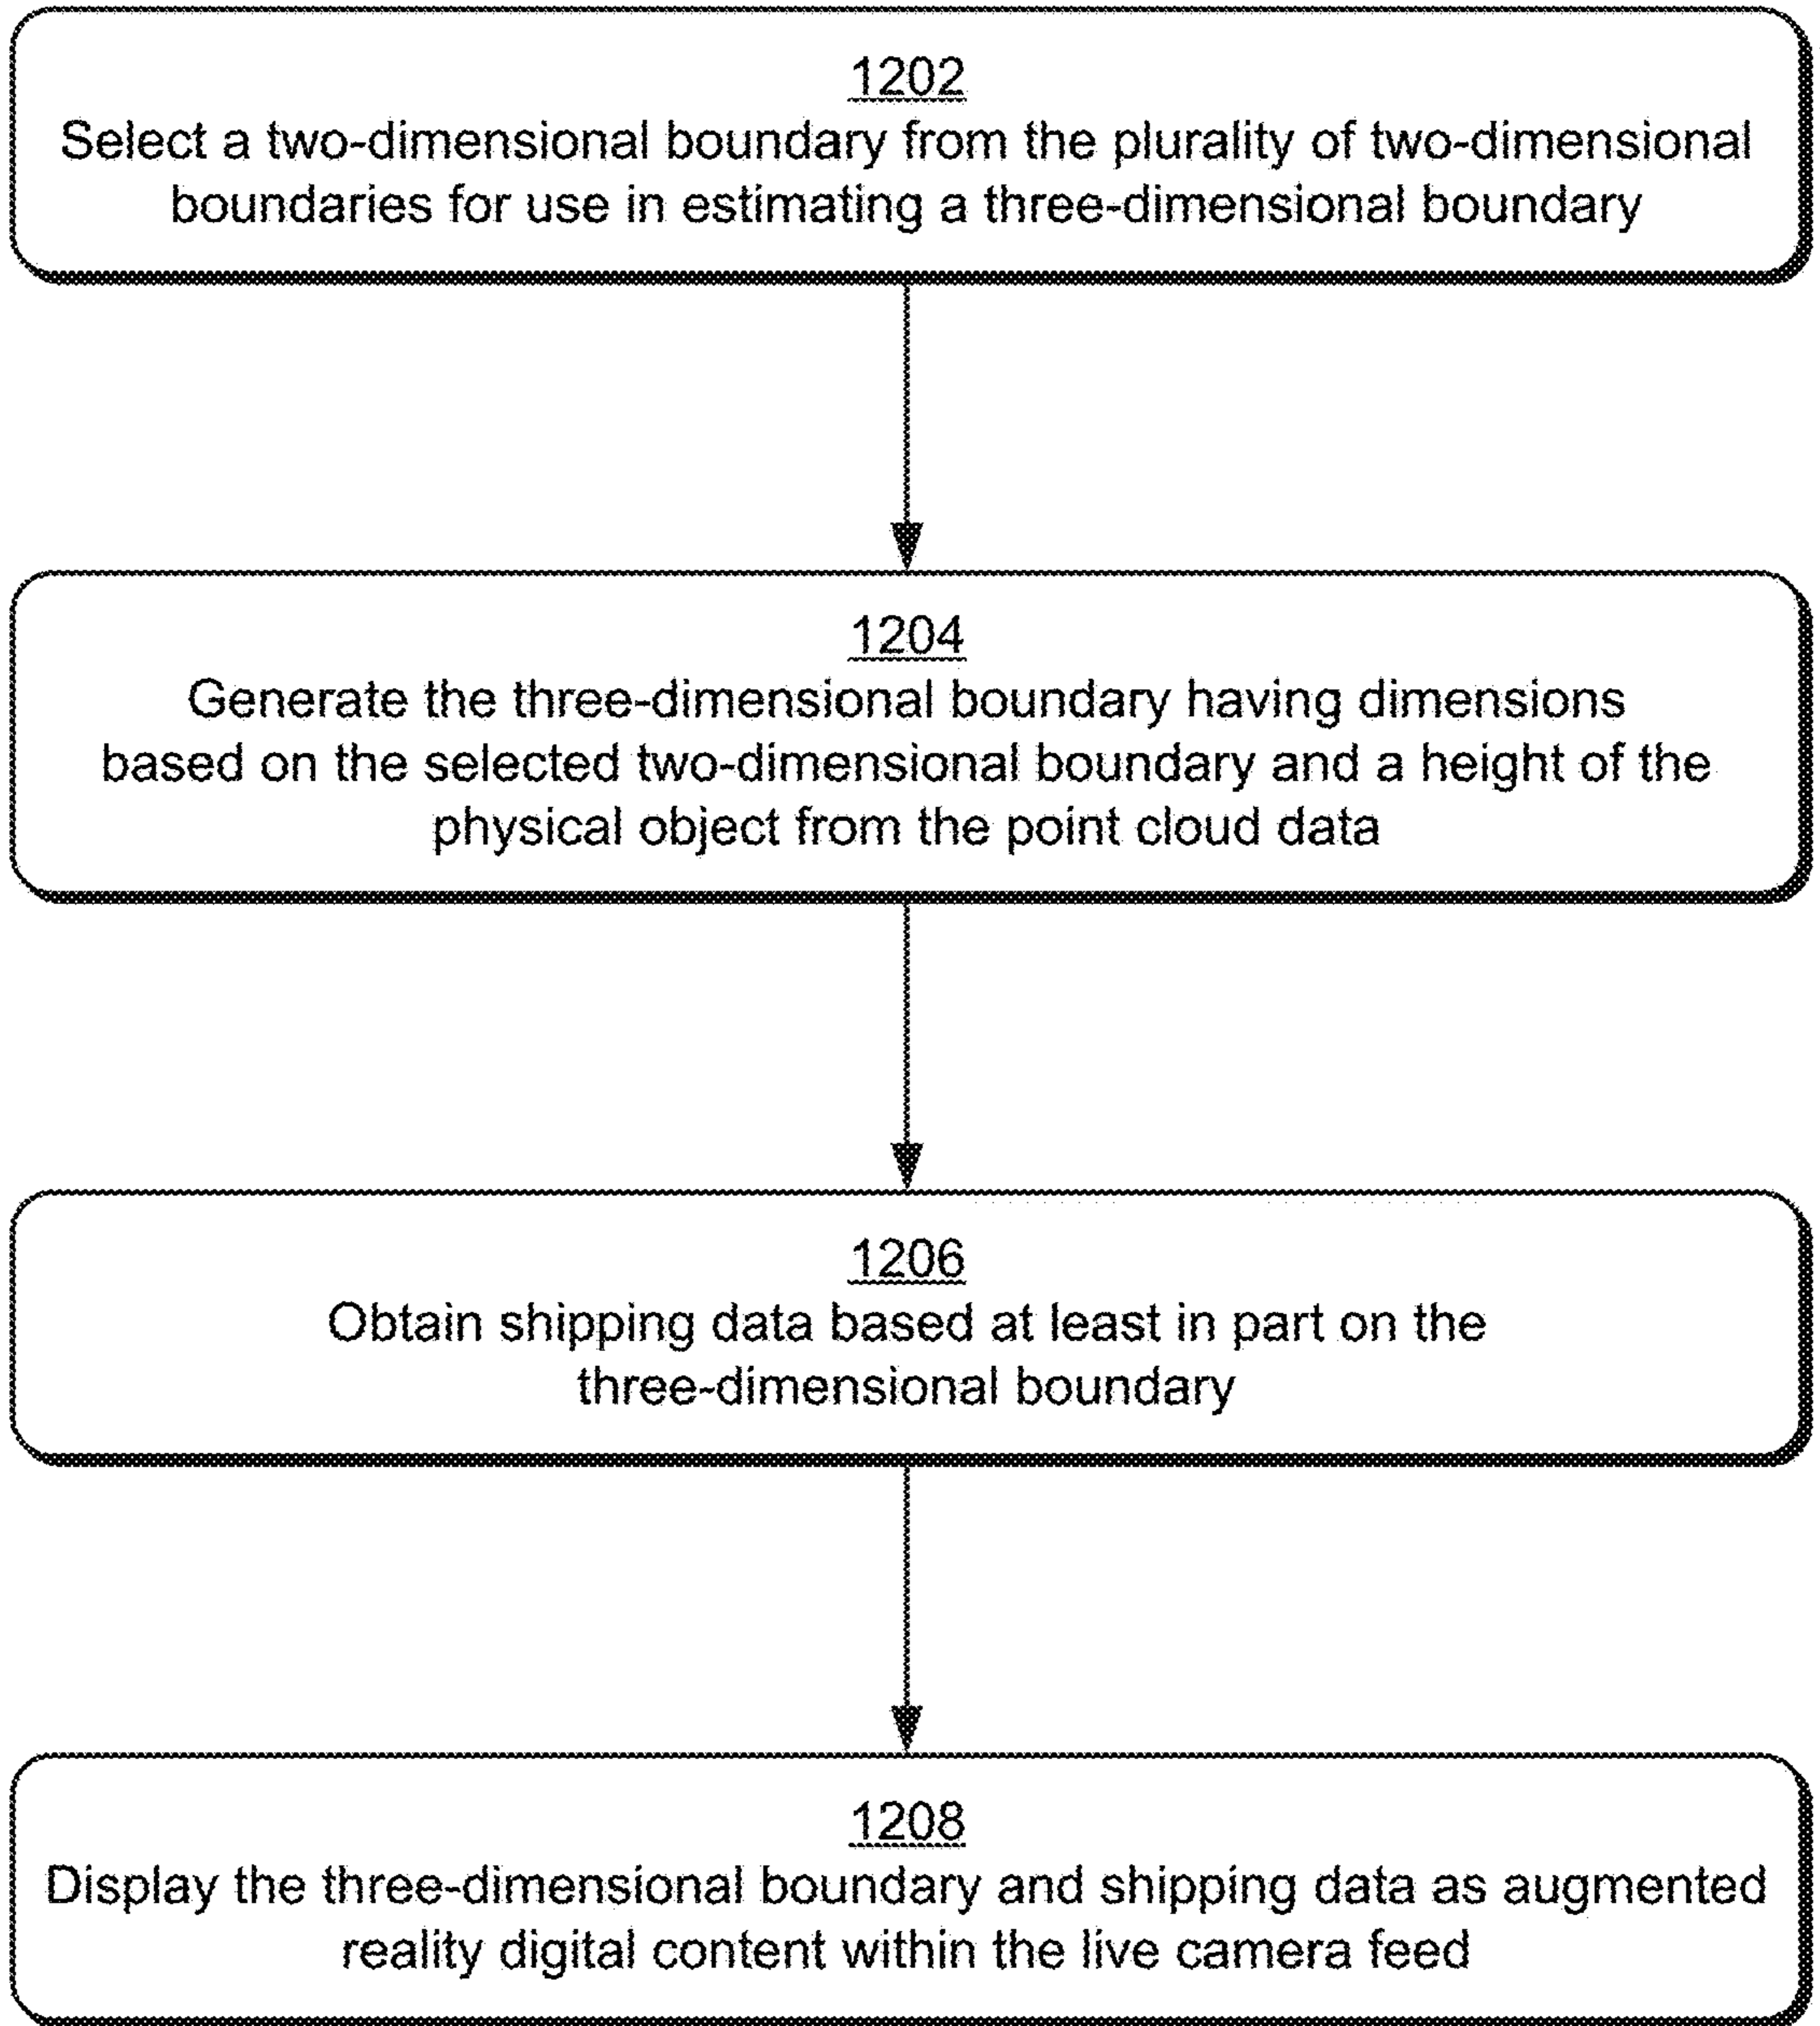 1202
Select a two-dimensional boundary from the plurality of two-dimensional
boundaries for use in estimating a three-dimensional boundary
1204
Generate the three-dimensional boundary having dimensions
based on the selected two-dimensional boundary and a height of the
physical object from the point cloud data
1206
Obtain shipping data based at least in part on the
three-dimensional boundary
1208
Display the three-dimensional boundary and shipping data as augmented
reality digital content within the live camera feed